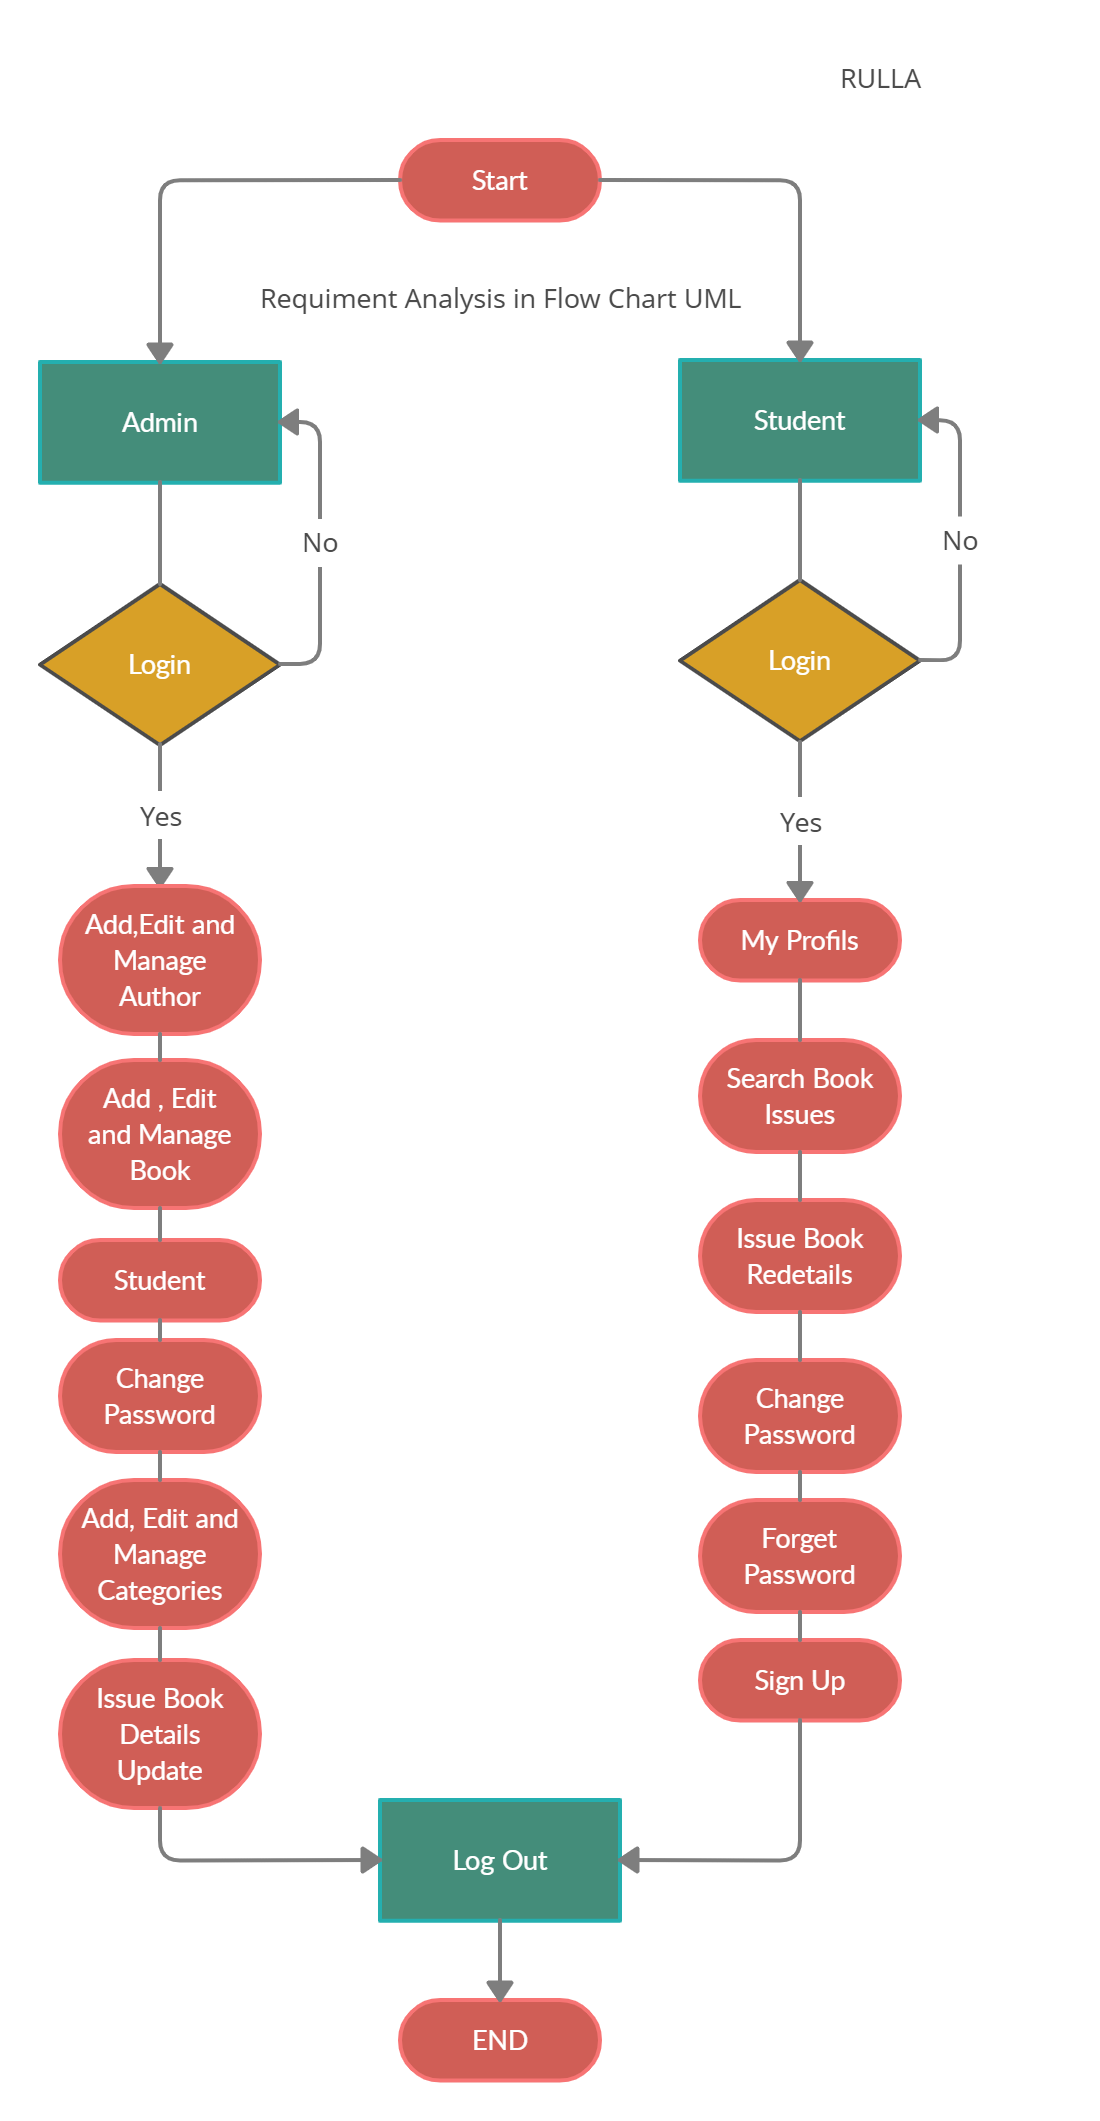 RULLA
Start
Requiment Analysis in Flow Chart UML
Admin
Student
No
No
Login
Login
Yes
Yes
Add,Edit and
Manage
Author
Add , Edit
and Manage
Book
Student
Change
Password
Add, Edit and
Manage
Categories
Issue Book
Details
Update
My Profils
Search Book
Issues
Issue Book
Redetails
Change
Password
Forget
Password
Sign Up
Log Out
END